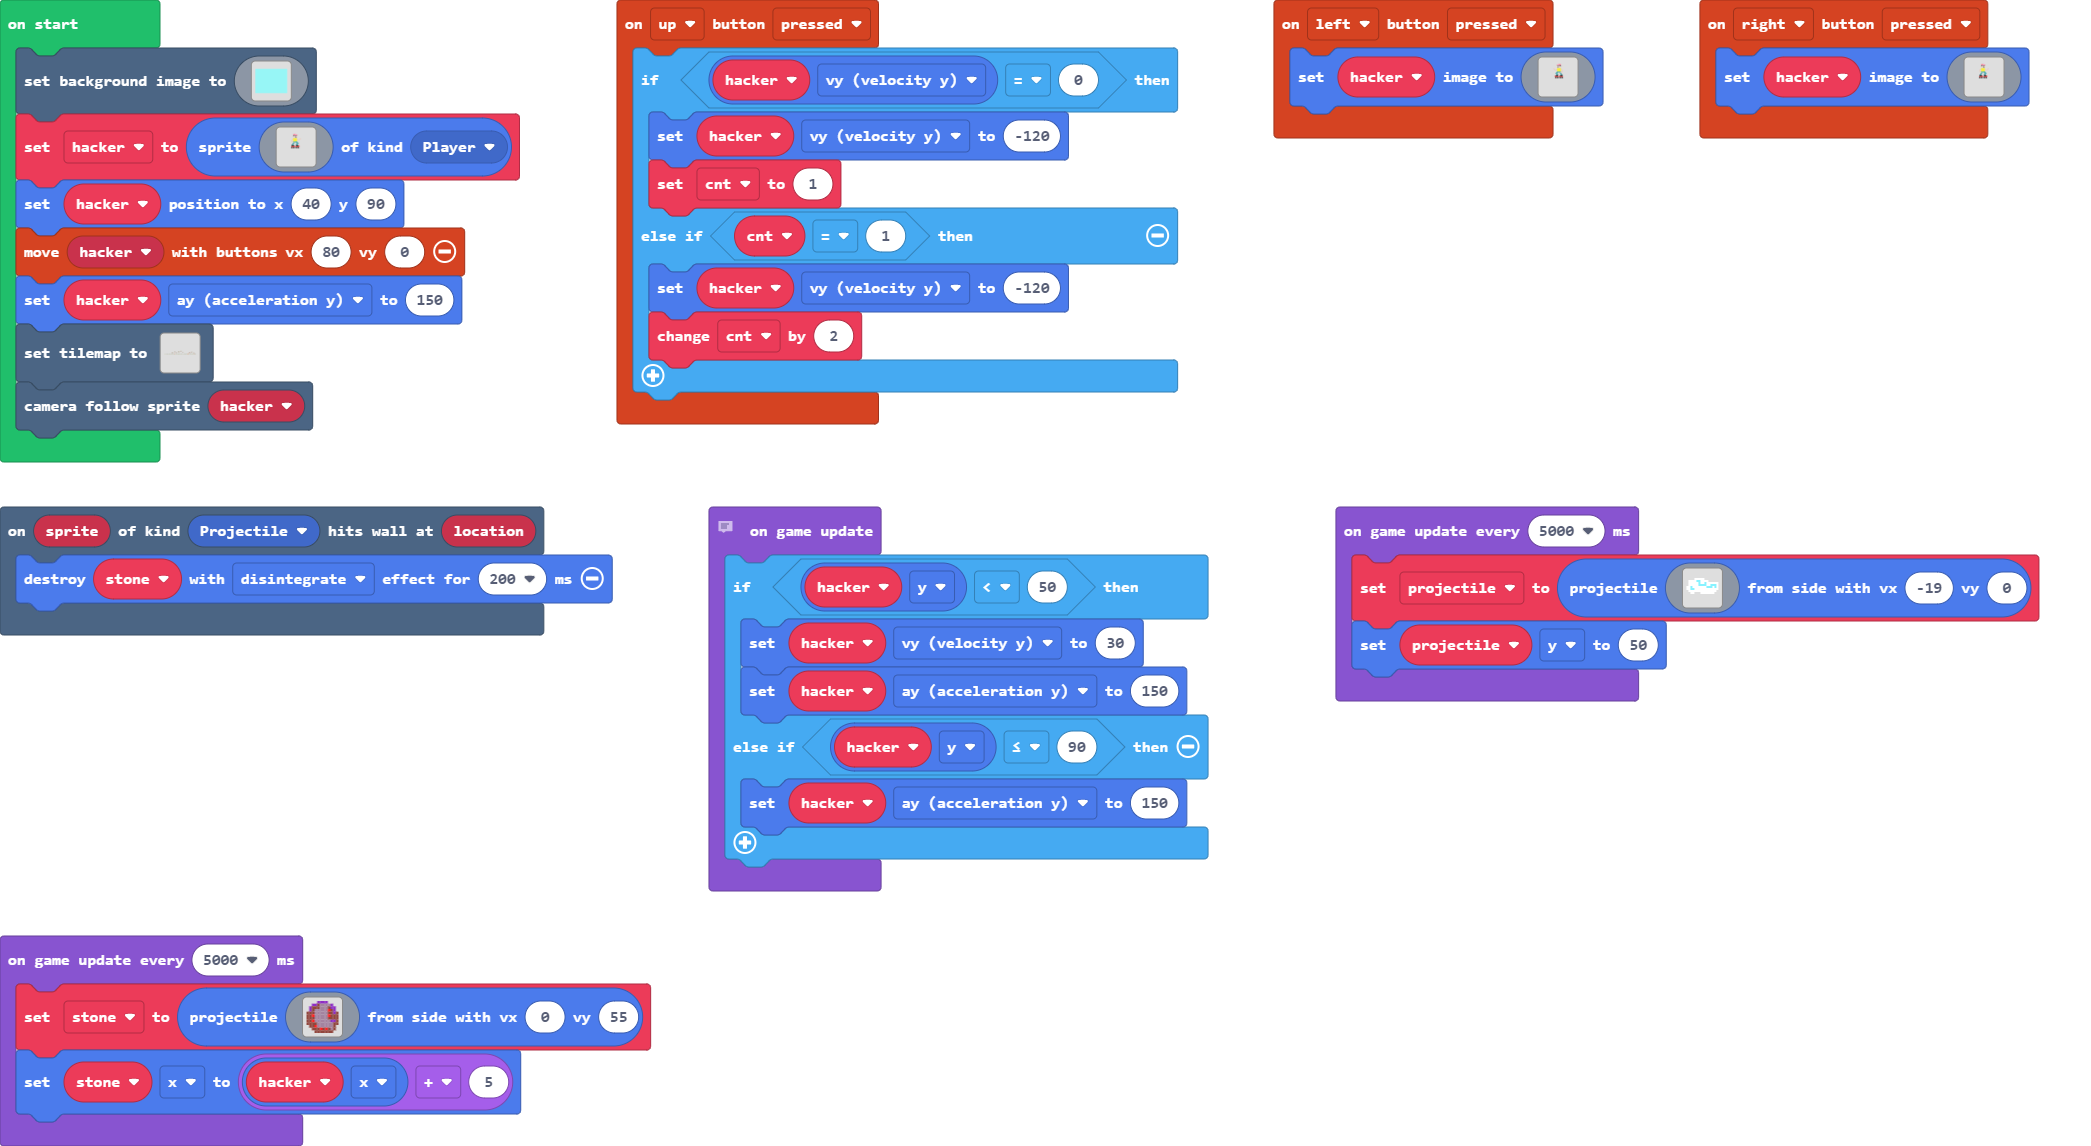 on start
set background image to
set hacker to sprite of kind Player
set hacker position to x 40 y 90
move hacker with buttons vx 80 vy 0
set hacker ay (acceleration y) to 150
set tilemap to
camera follow sprite hacker
on up button pressed
if hacker vy (velocity y) = 0 then
set hacker vy (velocity y) to -120
set cnt to 1
else if cnt = 1 then
set hacker vy (velocity y) to -120
change cnt by 2
on left button pressed
set hacker image to
on right button pressed
set hacker image to
on sprite of kind Projectile hits wall at location
destroy stone with disintegrate effect for 200 ms
on game update
if hacker y < 50 then
set hacker vy (velocity y) to 30
set hacker ay (acceleration y) to 150
else if hacker y ≤ 90 then
set hacker ay (acceleration y) to 150
on game update every 5000 ms
set projectile to projectile from side with vx -19 vy 0
set projectile y to 50
on game update every 5000 ms
set stone to projectile from side with vx 0 vy 55
set stone x to hacker x + 5